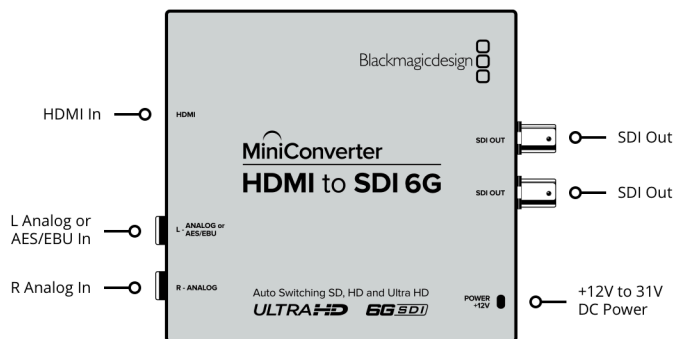 Blackmagicdesign
HDMI In
HDMI
SDI OUT
SDI Out
MiniConverter
HDMI to SDI 6G
SDI OUT
SDI Out
L Analog or
AES/EBU In
L - ANALOG or
AES/EBU
R Analog In
R - ANALOG
Auto Switching SD, HD and Ultra HD
ULTRA HD 6G SDI
POWER
+12V
+12V to 31V
DC Power